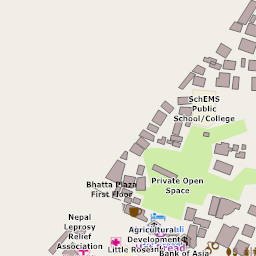 SchEMS
Public
School/College
Private Open
Space
Bhatta Plaza
First Floor
Nepal
Leprosy
Relief
Association
Agricultural
Development
Little Rosein
Bank of Asia